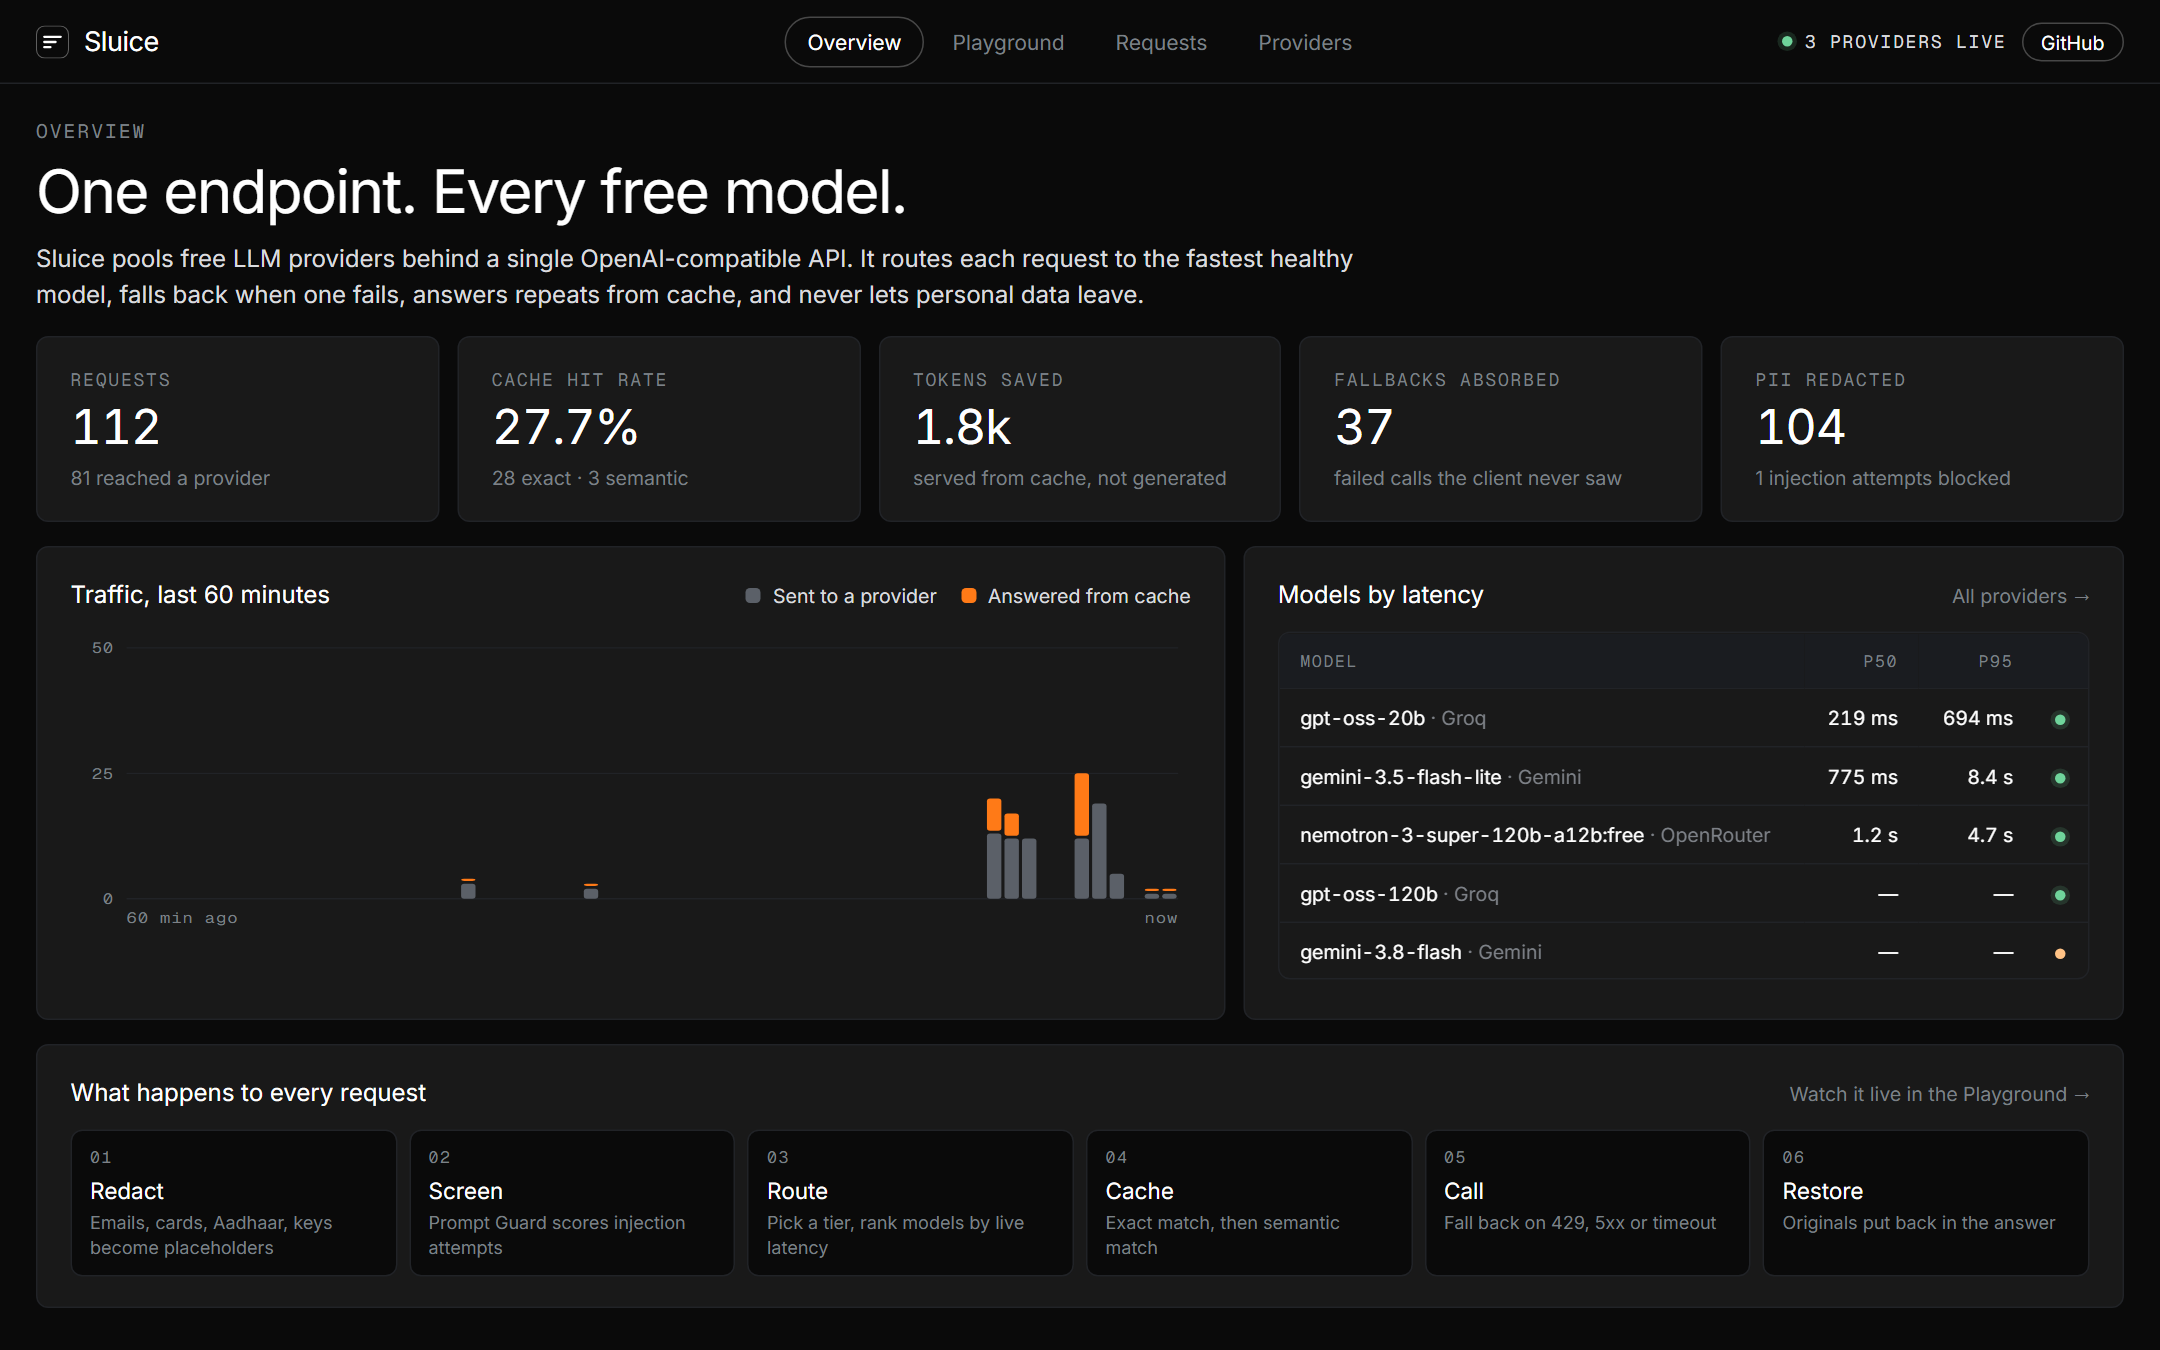 Sluice
Overview
Playground
Requests
Providers
3 PROVIDERS LIVE
GitHub
OVERVIEW
One endpoint. Every free model.
Sluice pools free LLM providers behind a single OpenAI-compatible API. It routes each request to the fastest healthy
model, falls back when one fails, answers repeats from cache, and never lets personal data leave.
REQUESTS
112
81 reached a provider
CACHE HIT RATE
27.7%
28 exact · 3 semantic
TOKENS SAVED
1.8k
served from cache, not generated
FALLBACKS ABSORBED
37
failed calls the client never saw
PII REDACTED
104
1 injection attempts blocked
Traffic, last 60 minutes
Sent to a provider
Answered from cache
50
25
0
60 min ago
now
Models by latency
All providers →
MODEL P50 P95
gpt-oss-20b · Groq 219 ms 694 ms
gemini-3.5-flash-lite · Gemini 775 ms 8.4 s
nemotron-3-super-120b-a12b:free · OpenRouter 1.2 s 4.7 s
gpt-oss-120b · Groq — —
gemini-3.8-flash · Gemini — —
What happens to every request
Watch it live in the Playground →
01
Redact
Emails, cards, Aadhaar, keys
become placeholders
02
Screen
Prompt Guard scores injection
attempts
03
Route
Pick a tier, rank models by live
latency
04
Cache
Exact match, then semantic
match
05
Call
Fall back on 429, 5xx or timeout
06
Restore
Originals put back in the answer